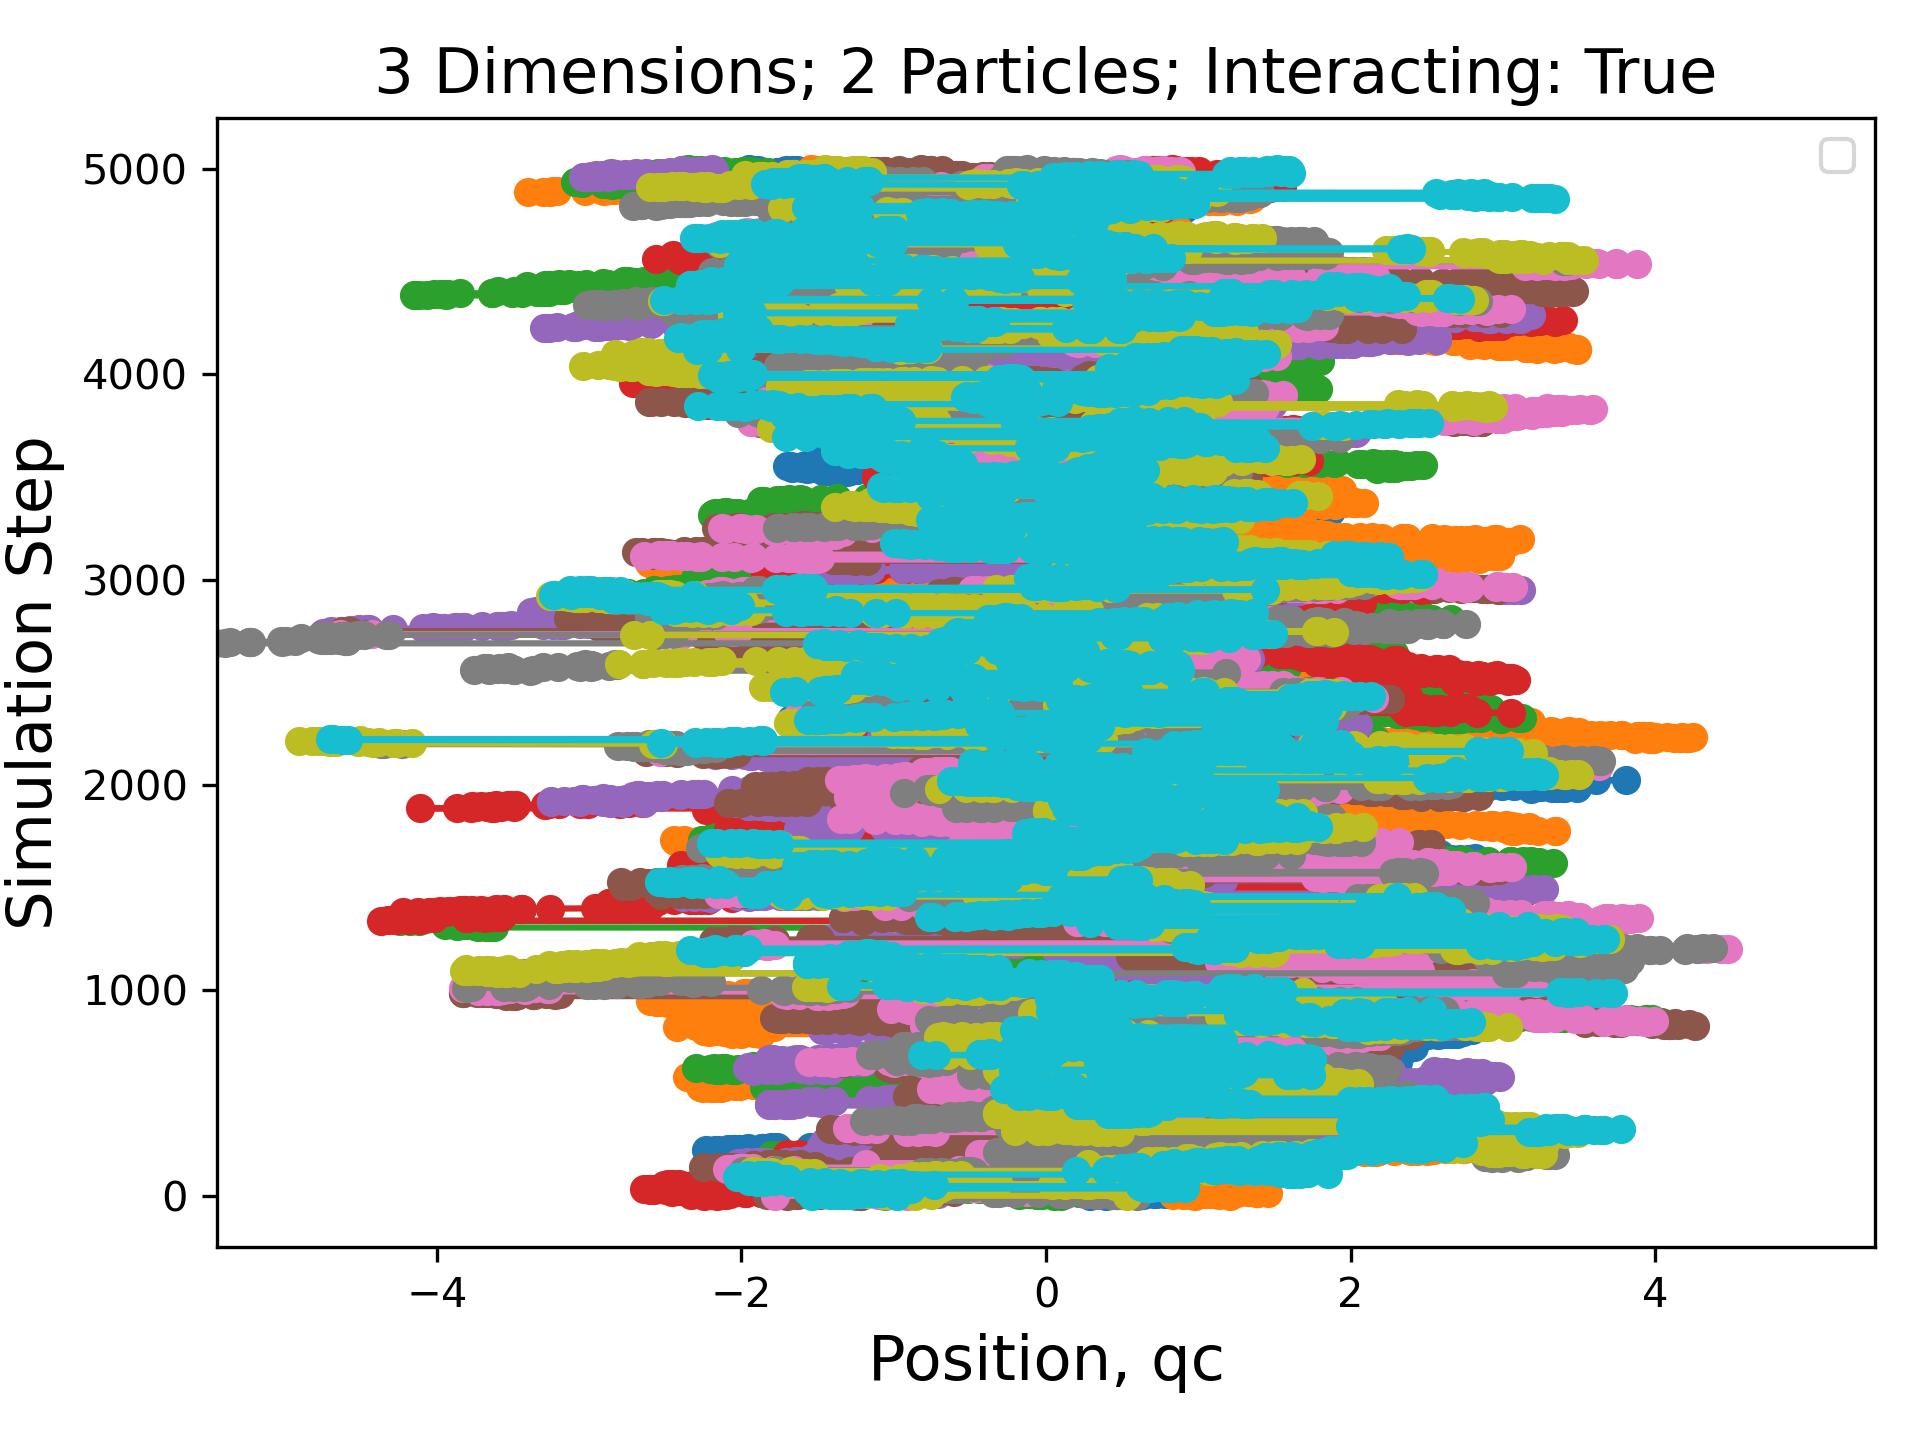 3 Dimensions; 2 Particles; Interacting: True
5000
4000
3000
2000
1000
0
Simulation Step
−4 −2 0 2 4
Position, qc